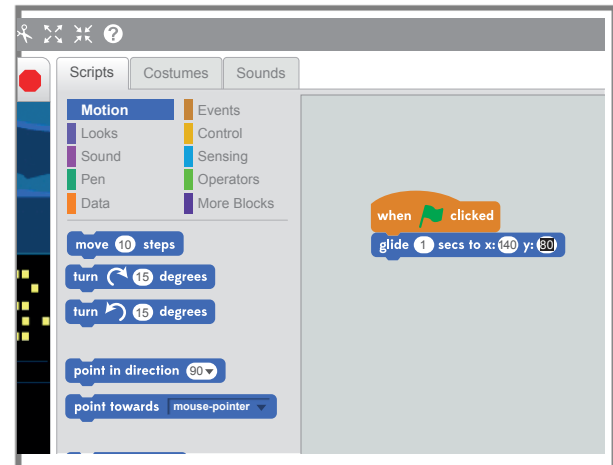 ?
Scripts Costumes Sounds
Motion Events
Looks Control
Sound Sensing
Pen Operators
Data More Blocks
move 10 steps
turn 15 degrees
turn 15 degrees
point in direction 90
point towards mouse-pointer
when clicked
glide 1 secs to x: 140 y: 80